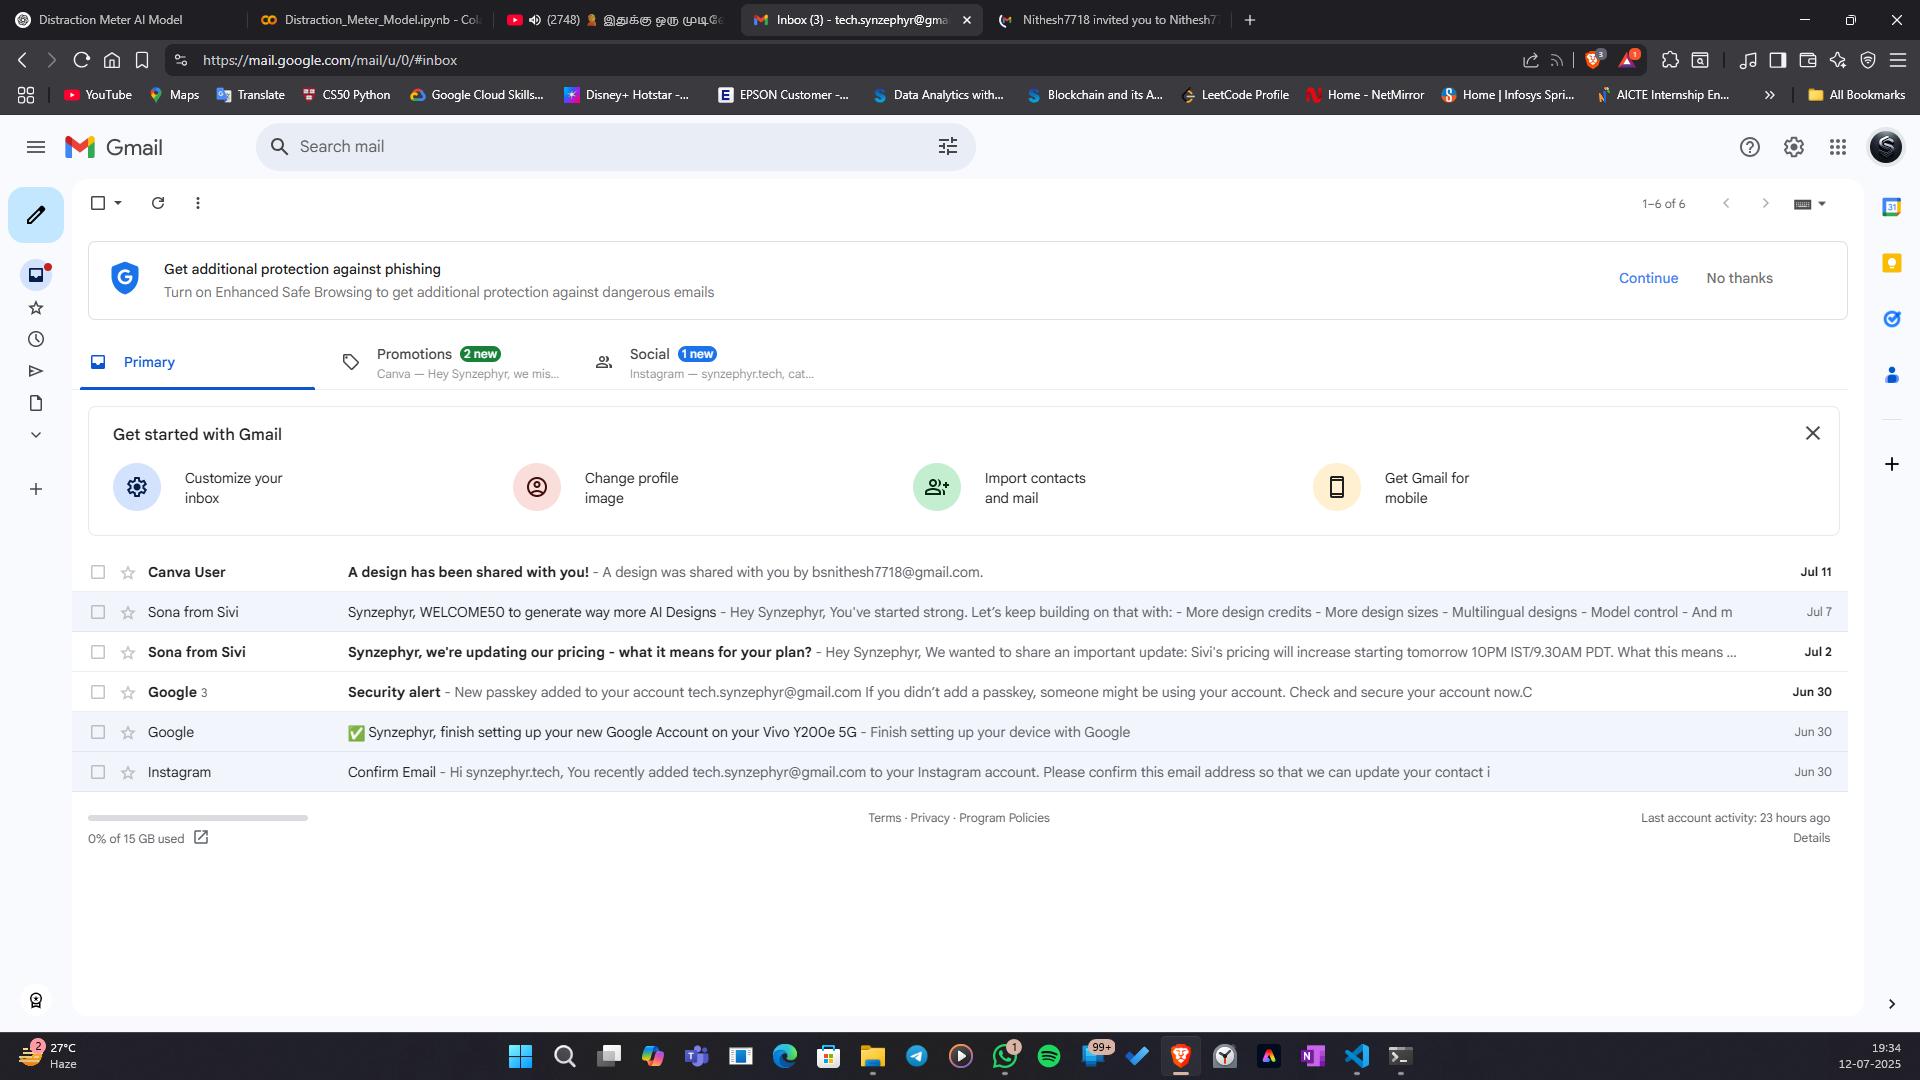 Distraction Meter AI Model
Distraction_Meter_Model.ipynb - Col
(2748) இதுக்கு ஒரு முடிவே
Inbox (3) - tech.synzephyr@gma
Nithesh7718 invited you to Nithesh77
https://mail.google.com/mail/u/0/#inbox
3
1
YouTube
Maps
Translate
CS50 Python
Google Cloud Skills...
Disney+ Hotstar -...
EPSON Customer -...
Data Analytics with...
Blockchain and its A...
LeetCode Profile
Home - NetMirror
Home | Infosys Spri...
AICTE Internship En...
All Bookmarks
Gmail
Search mail
1–6 of 6
Get additional protection against phishing
Turn on Enhanced Safe Browsing to get additional protection against dangerous emails
Continue
No thanks
31
Primary
Promotions 2 new
Canva — Hey Synzephyr, we mis...
Social 1 new
Instagram — synzephyr.tech, cat...
Get started with Gmail
Customize your
inbox
Change profile
image
Import contacts
and mail
Get Gmail for
mobile
Canva User A design has been shared with you! - A design was shared with you by bsnithesh7718@gmail.com. Jul 11
Sona from Sivi Synzephyr, WELCOME50 to generate way more AI Designs - Hey Synzephyr, You've started strong. Let's keep building on that with: - More design credits - More design sizes - Multilingual designs - Model control - And m Jul 7
Sona from Sivi Synzephyr, we're updating our pricing - what it means for your plan? - Hey Synzephyr, We wanted to share an important update: Sivi's pricing will increase starting tomorrow 10PM IST/9.30AM PDT. What this means ... Jul 2
Google 3 Security alert - New passkey added to your account tech.synzephyr@gmail.com If you didn't add a passkey, someone might be using your account. Check and secure your account now.C Jun 30
Google ✅ Synzephyr, finish setting up your new Google Account on your Vivo Y200e 5G - Finish setting up your device with Google Jun 30
Instagram Confirm Email - Hi synzephyr.tech, You recently added tech.synzephyr@gmail.com to your Instagram account. Please confirm this email address so that we can update your contact i Jun 30
0% of 15 GB used
Terms · Privacy · Program Policies
Last account activity: 23 hours ago
Details
2
27°C
Haze
1
99+
19:34
12-07-2025